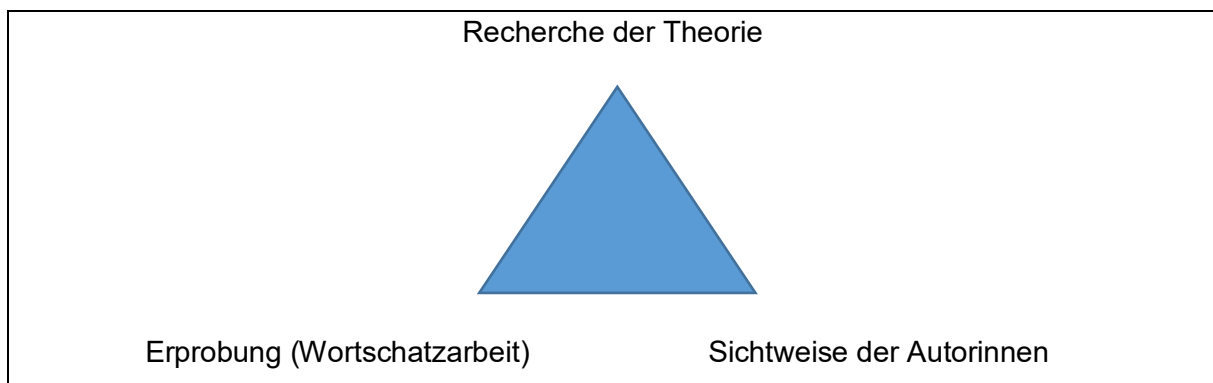 Recherche der Theorie
Erprobung (Wortschatzarbeit) Sichtweise der Autorinnen